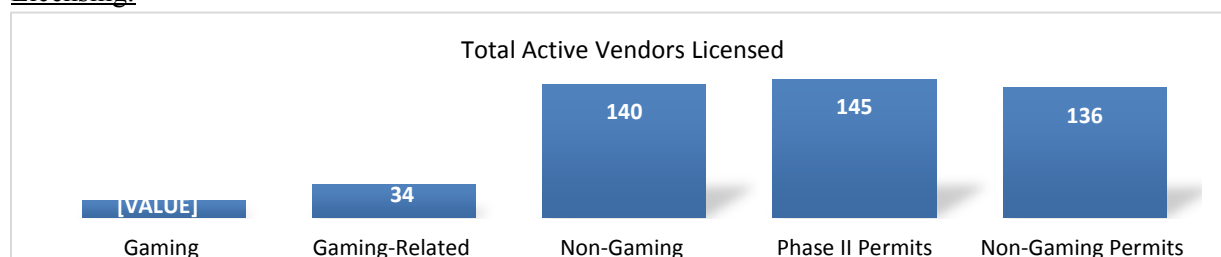 Licensing:
Total Active Vendors Licensed
[VALUE] 34 140 145 136
Gaming Gaming-Related Non-Gaming Phase II Permits Non-Gaming Permits